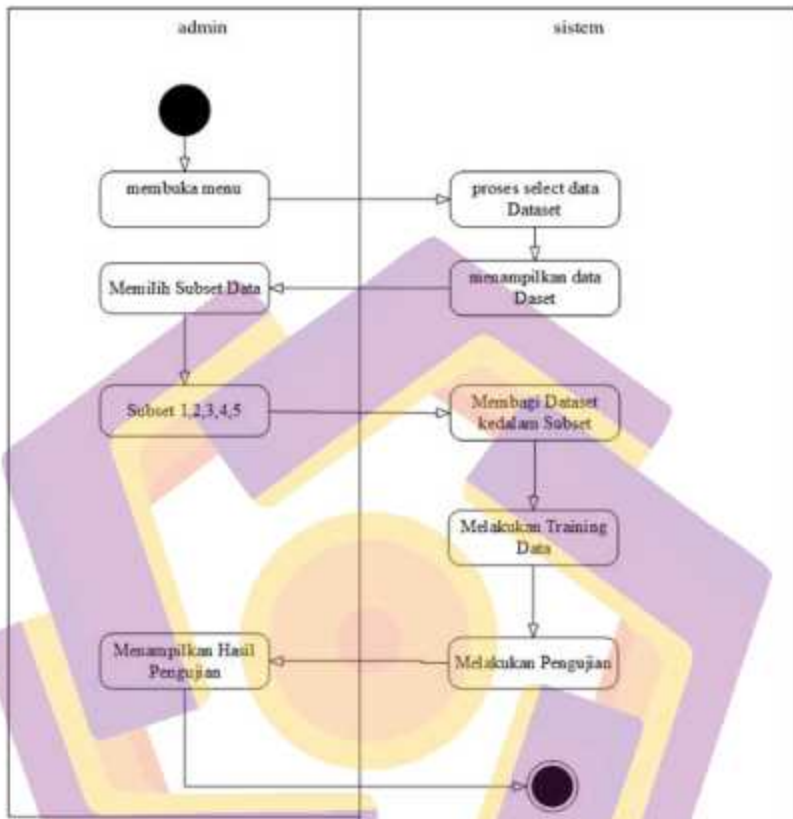 admin
sistem
membuka menu
proses select data
Dataset
menampilkan data
Daset
Memilih Subset Data
Subset 1,2,3,4,5
Membagi Dataset
kedalam Subset
Melakukan Training
Data
Melakukan Pengujian
Menampilkan Hasil
Pengujian